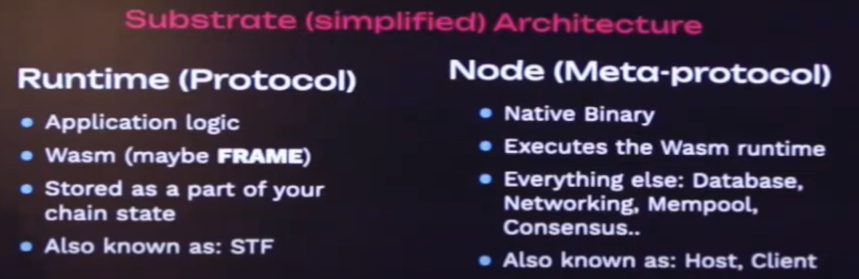 Substrate (simplified) Architecture
Runtime (Protocol)
Application logic
Wasm (maybe FRAME)
Stored as a part of your
chain state
Also known as: STF
Node (Meta-protocol)
Native Binary
Executes the Wasm runtime
Everything else: Database,
Networking, Mempool,
Consensus..
Also known as: Host, Client